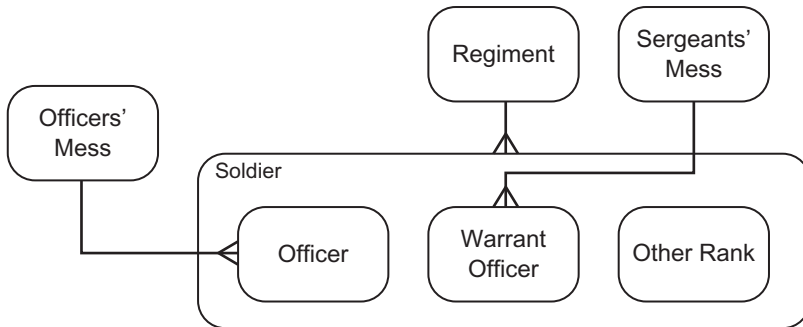 Regiment
Sergeants’
Mess
Officers’
Mess
Soldier
Officer
Warrant
Officer
Other Rank